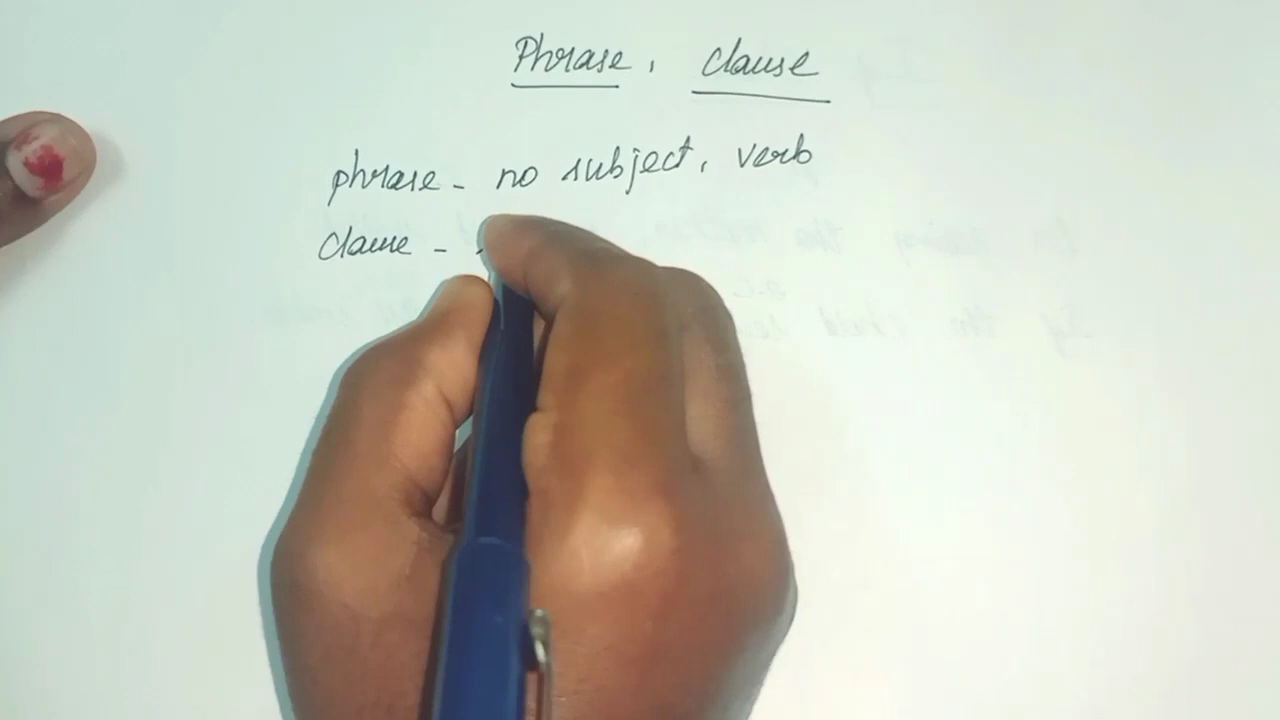 Phrase, Clause
phrase - no subject, verb
Clause -